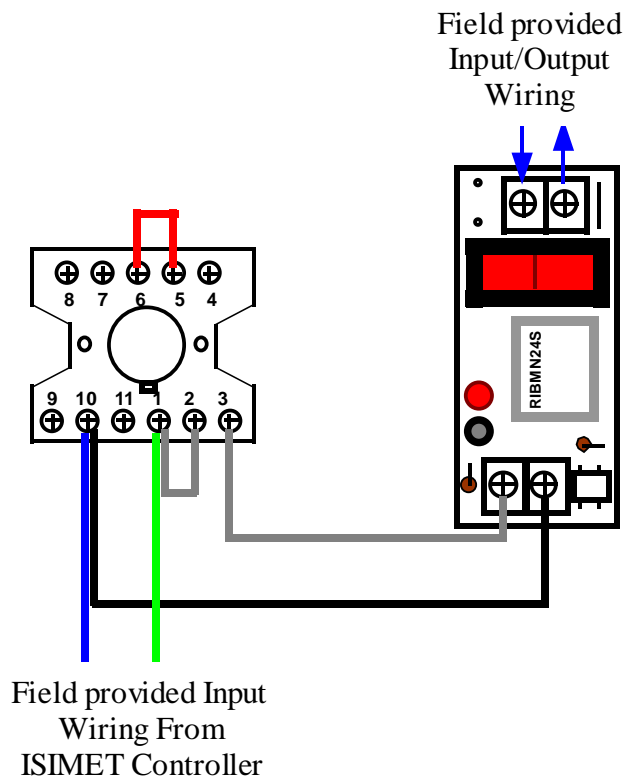 Field provided
Input/Output
Wiring
8 7 6 5 4
9 10 11 1 2 3
RIBMN24S
Field provided Input
Wiring From
ISIMET Controller